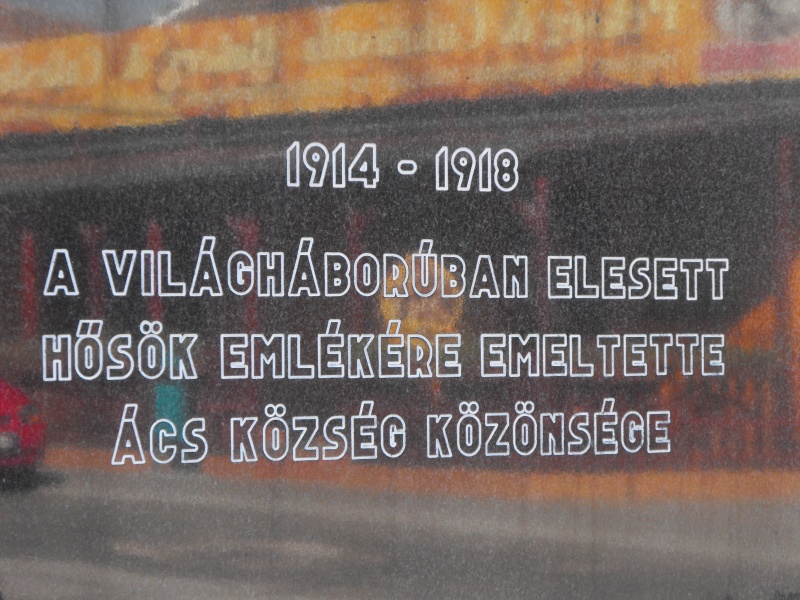 1914 - 1918
A VILÁGHÁBORÚBAN ELESETT
HŐSÖK EMLÉKÉRE EMELTETTE
ÁCS KÖZSÉG KÖZÖNSÉGE